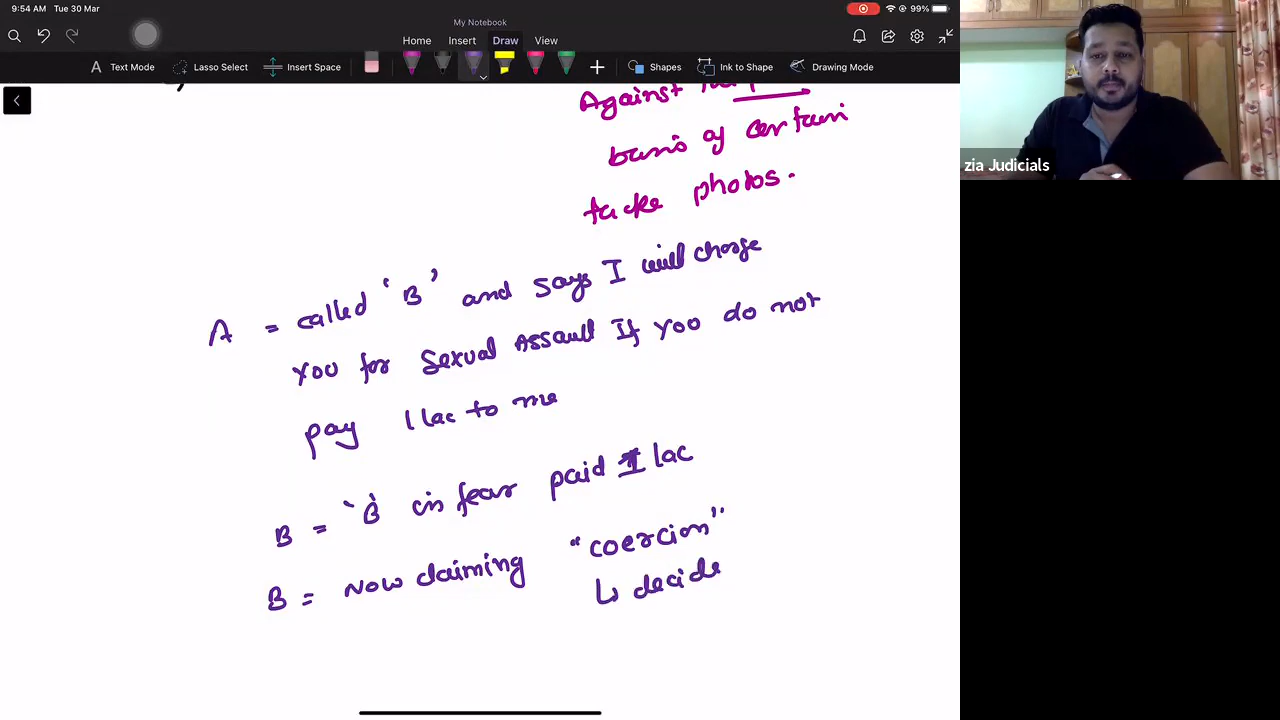 9:54 AM Tue 30 Mar
99%
My Notebook
Home Insert Draw View
Text Mode Lasso Select Insert Space Shapes Ink to Shape Drawing Mode
Against
basis of certain
fake photos.
zia Judicials
A = called 'B' and says I will charge
you for Sexual Assault If you do not
pay 1 lac to me
B = 'B' in fear paid 1 lac
B = Now claiming "coercion"
↳ decide